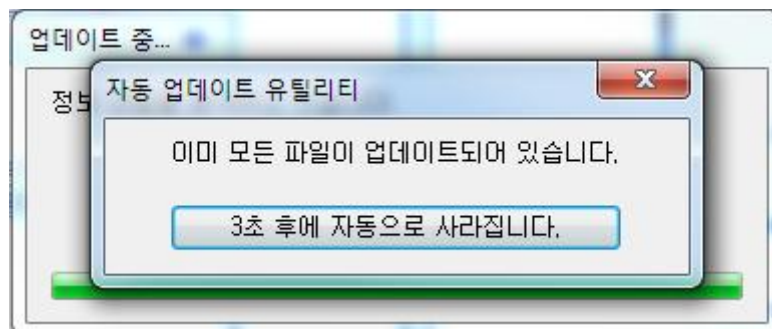 업데이트 중...
정보
자동 업데이트 유틸리티
이미 모든 파일이 업데이트되어 있습니다.
3초 후에 자동으로 사라집니다.